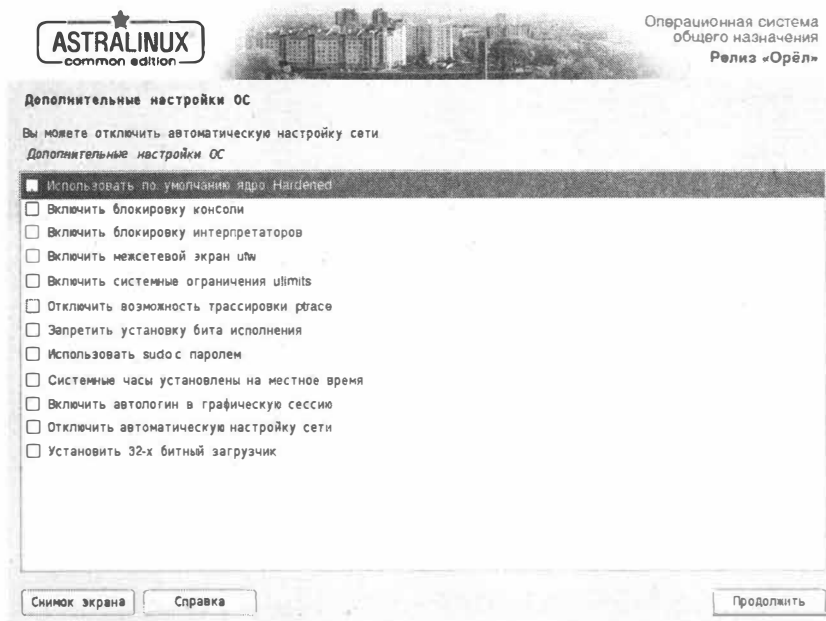 ASTRALINUX
common edition
Операционная система
общего назначения
Релиз «Орёл»
Дополнительные настройки ОС
Вы можете отключить автоматическую настройку сети
Дополнительные настройки ОС
Использовать по умолчанию ядро Hardened
Включить блокировку консоли
Включить блокировку интерпретаторов
Включить межсетевой экран ufw
Включить системные ограничения ulimits
Отключить возможность трассировки ptrace
Запретить установку бита исполнения
Использовать sudo с паролем
Системные часы установлены на местное время
Включить автологин в графическую сессию
Отключить автоматическую настройку сети
Установить 32-х битный загрузчик
Снимок экрана
Справка
Продолжить